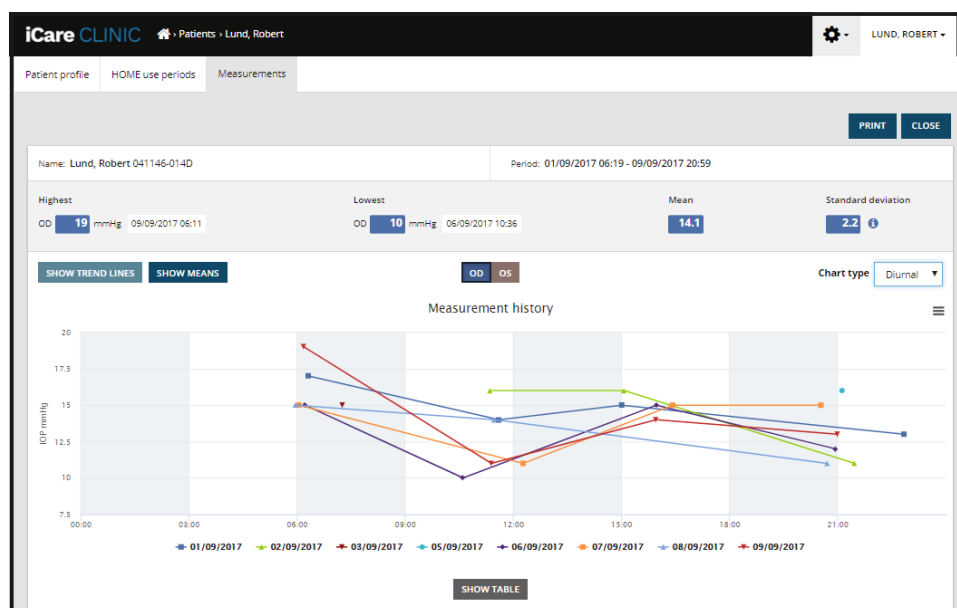 iCare CLINIC › Patients › Lund, Robert LUND, ROBERT
Patient profile HOME use periods Measurements
PRINT CLOSE
Name: Lund, Robert 041146-014D Period: 01/09/2017 06:19 - 09/09/2017 20:59
Highest Lowest Mean Standard deviation
OD 19 mmHg 09/09/2017 06:11 OD 10 mmHg 06/09/2017 10:36 14.1 2.2 i
SHOW TREND LINES SHOW MEANS OD OS Chart type Diurnal
Measurement history
IOP mmHg
20
17.5
15
12.5
10
7.5
00:00 03:00 06:00 09:00 12:00 15:00 18:00 21:00
01/09/2017 02/09/2017 03/09/2017 05/09/2017 06/09/2017 07/09/2017 08/09/2017 09/09/2017
SHOW TABLE